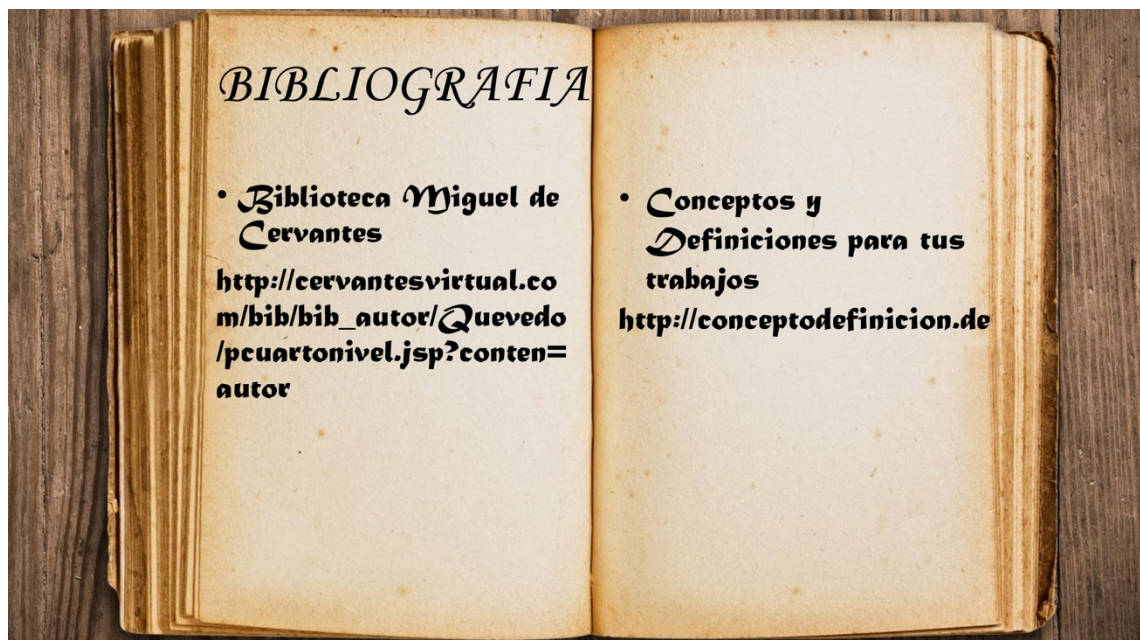 BIBLIOGRAFIA
• Biblioteca Miguel de
Cervantes
http://cervantesvirtual.co
m/bib/bib_autor/Quevedo
/pcuartonivel.jsp?conten=
autor
• Conceptos y
Definiciones para tus
trabajos
http://conceptodefinicion.de